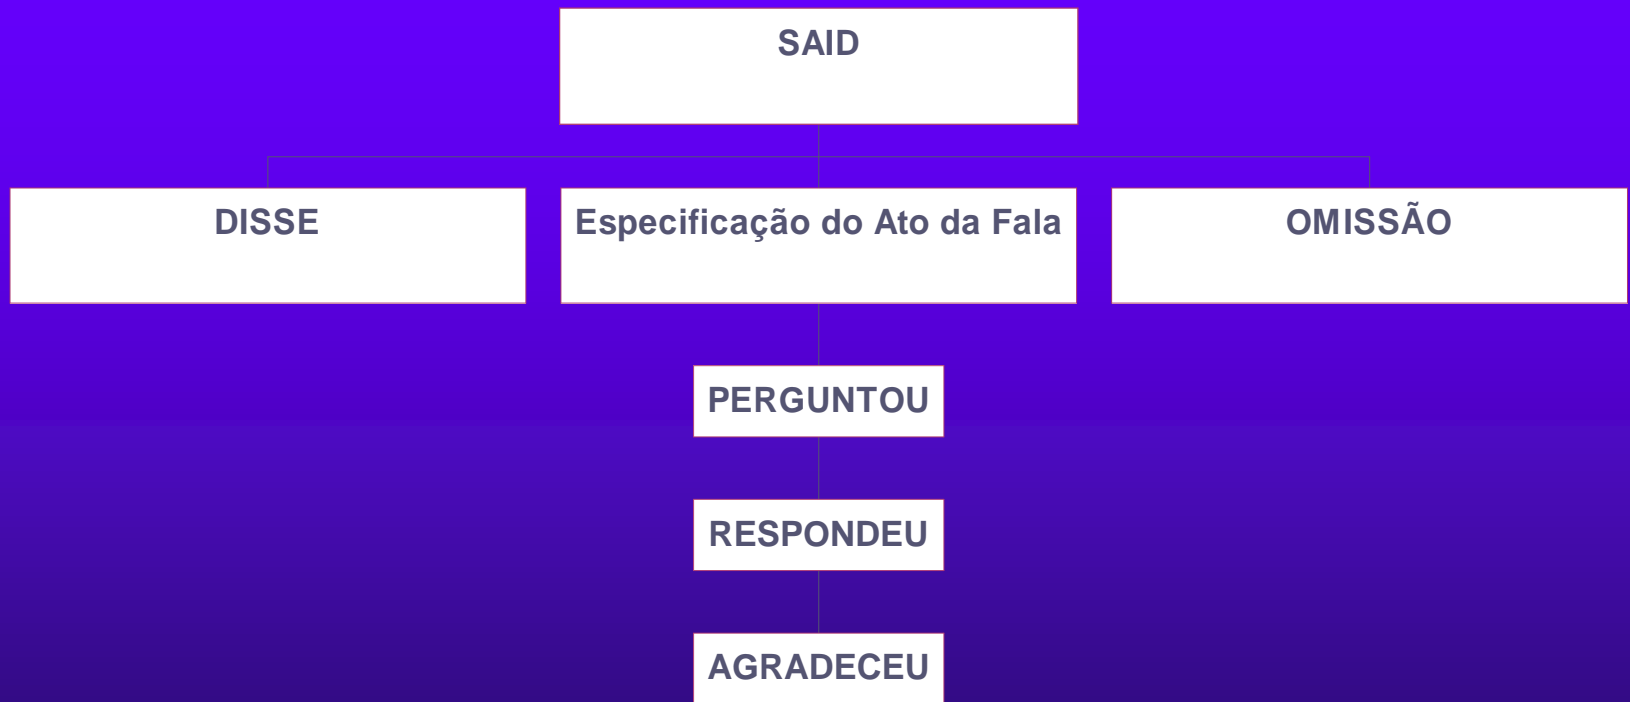 SAID
DISSE
Especificação do Ato da Fala
OMISSÃO
PERGUNTOU
RESPONDEU
AGRADECEU